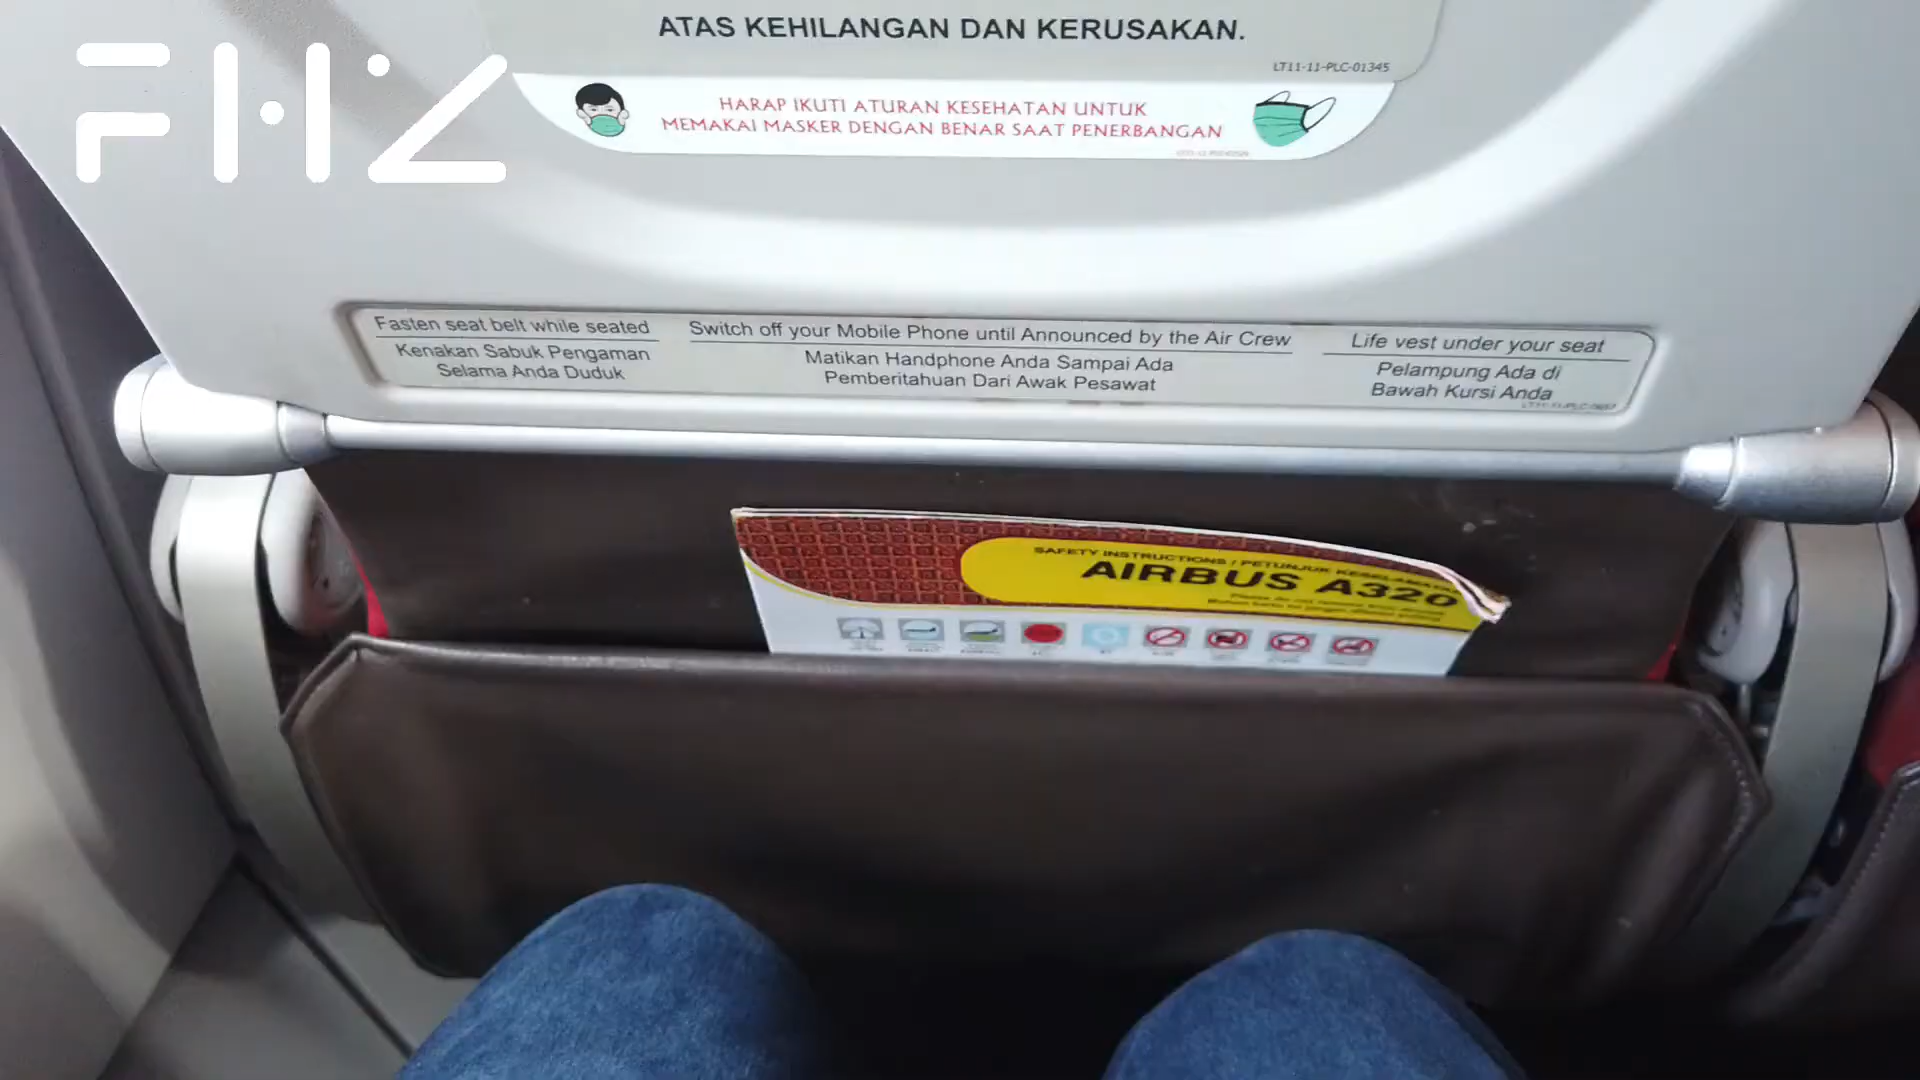 ATAS KEHILANGAN DAN KERUSAKAN.
LT11-11-PLC-01345
FHZ
HARAP IKUTI ATURAN KESEHATAN UNTUK
MEMAKAI MASKER DENGAN BENAR SAAT PENERBANGAN
Fasten seat belt while seated
Kenakan Sabuk Pengaman
Selama Anda Duduk
Switch off your Mobile Phone until Announced by the Air Crew
Matikan Handphone Anda Sampai Ada
Pemberitahuan Dari Awak Pesawat
Life vest under your seat
Pelampung Ada di
Bawah Kursi Anda
SAFETY INSTRUCTIONS / PETUNJUK KESELAMATAN
AIRBUS A320